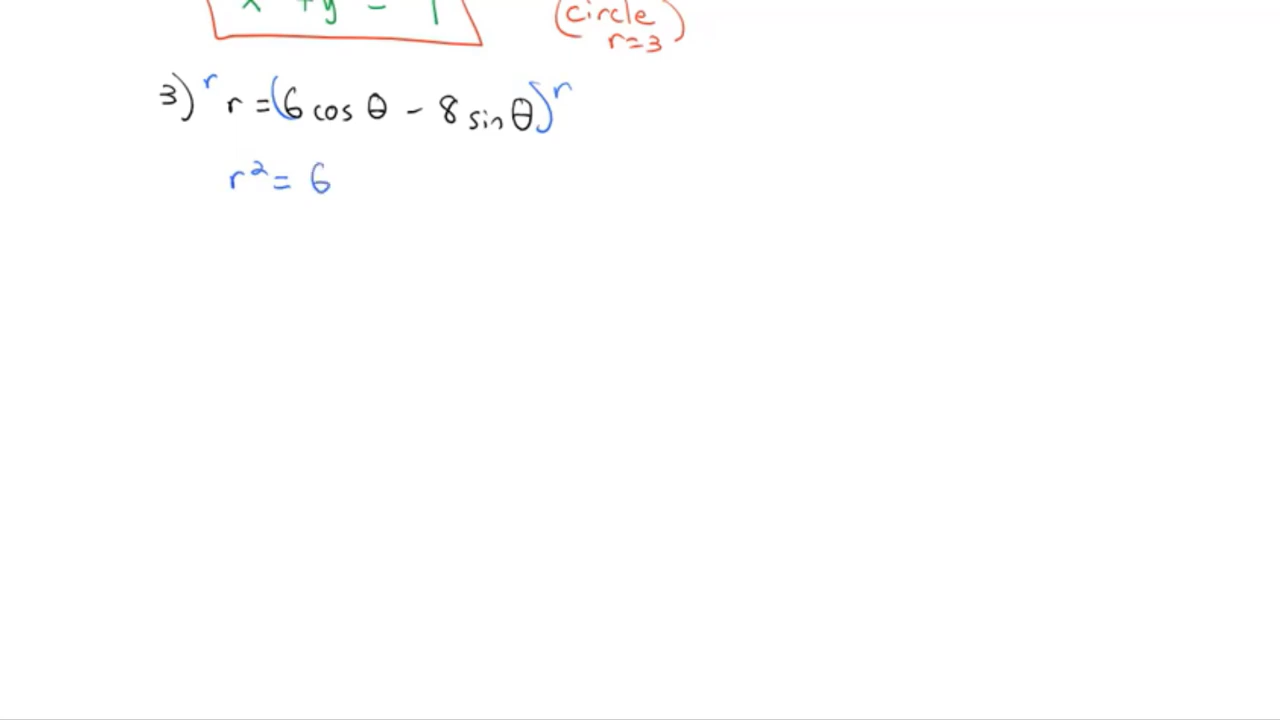 (circle
r=3)
3) r r = (6 cos θ - 8 sin θ) r
r² = 6